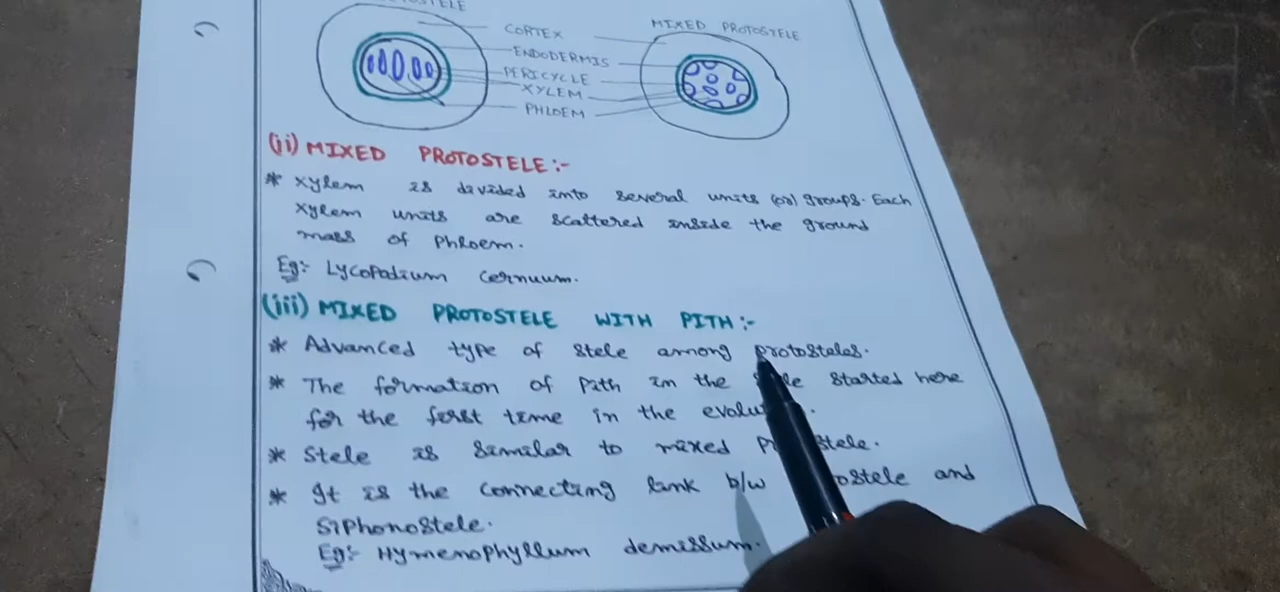 CORTEX
MIXED PROTOSTELE
ENDODERMIS
PERICYCLE
XYLEM
PHLOEM
(ii) MIXED PROTOSTELE:-
* Xylem is divided into several units (or) groups. Each
Xylem units are scattered inside the ground
mass of Phloem.
Eg:- Lycopodium cernuum.
(iii) MIXED PROTOSTELE WITH PITH:-
* Advanced type of stele among protosteles.
* The formation of Pith in the started here
for the first time in the
* Stele is similar to mixed
* It is the connecting link b/w and
Siphonostele.
Eg:- Hymenophyllum demissum.